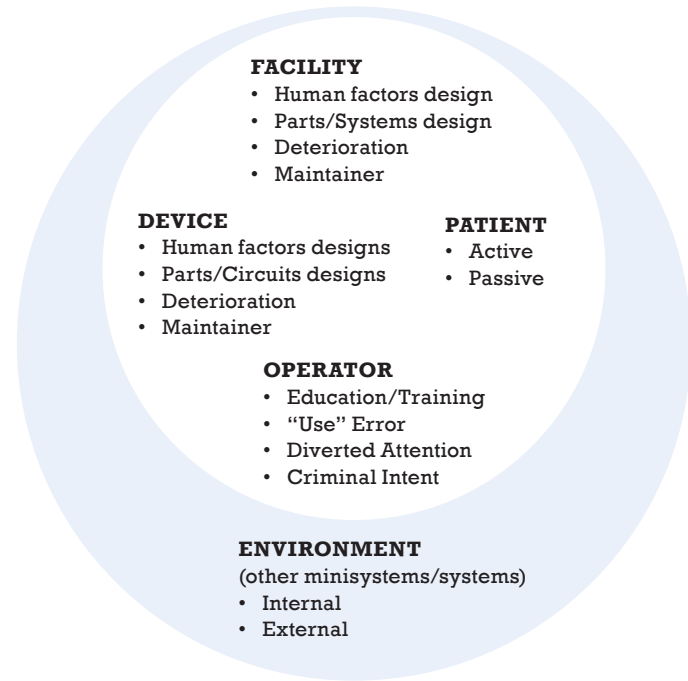 FACILITY
• Human factors design
• Parts/Systems design
• Deterioration
• Maintainer
DEVICE
• Human factors designs
• Parts/Circuits designs
• Deterioration
• Maintainer
PATIENT
• Active
• Passive
OPERATOR
• Education/Training
• “Use” Error
• Diverted Attention
• Criminal Intent
ENVIRONMENT
(other minisystems/systems)
• Internal
• External